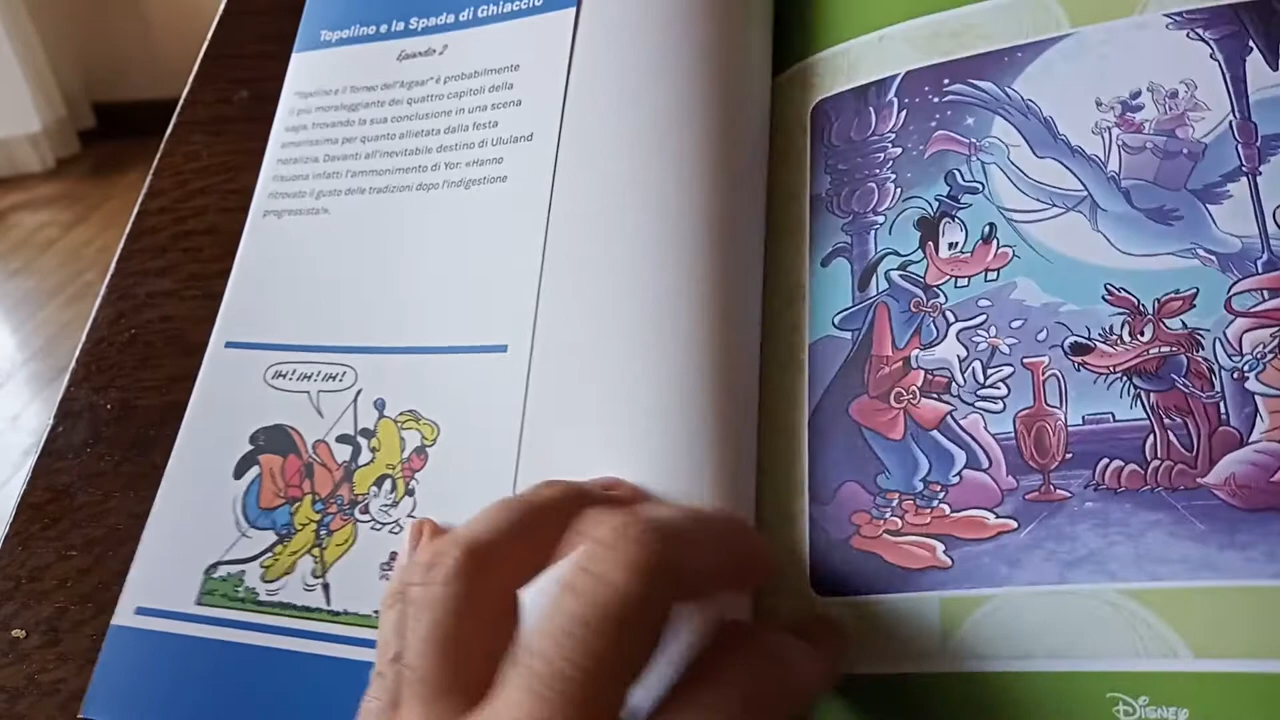 Topolino e la Spada di Ghiaccio
Episodio 2
"Topolino e il Torneo dell'Argaar" è probabilmente
il più moraleggiante dei quattro capitoli della
saga, trovando la sua conclusione in una scena
amarissima per quanto allietata dalla festa
noralizia. Davanti all'inevitabile destino di Ululand
risuona infatti l'ammonimento di Yor: «Hanno
ritrovato il gusto delle tradizioni dopo l'indigestione
progressista!».
IH! IH! IH!
DISNEY